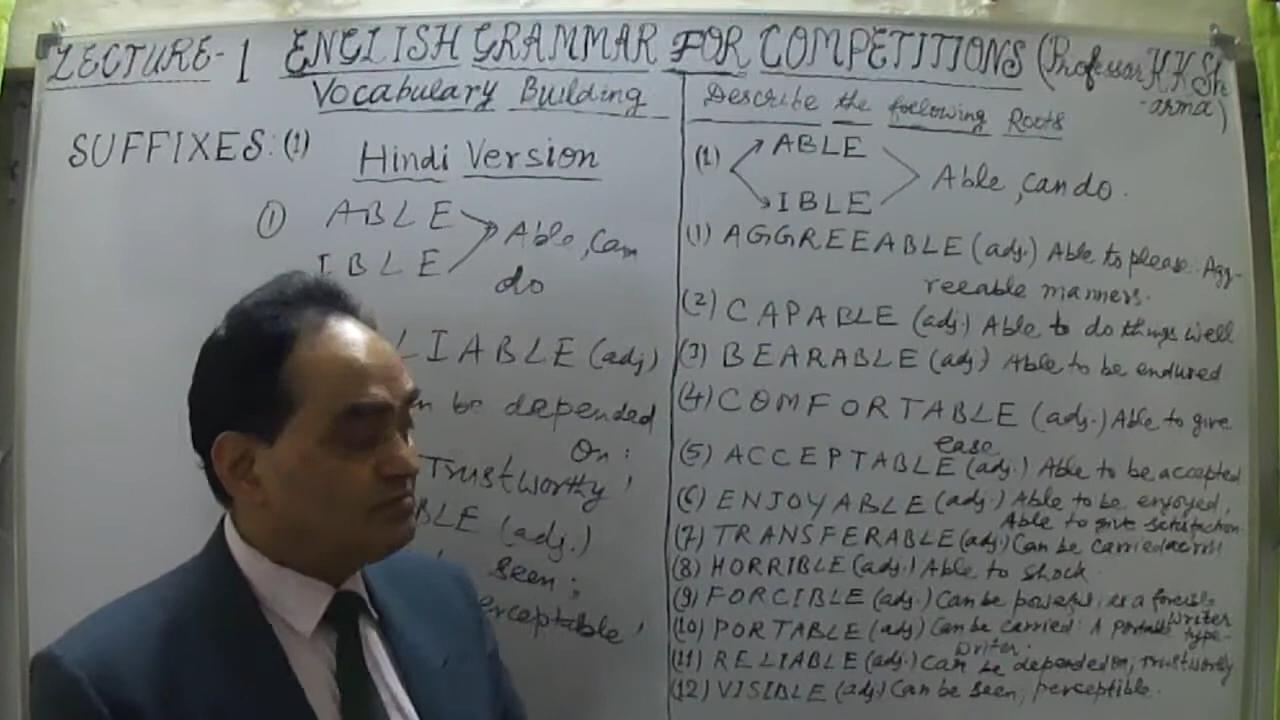 LECTURE-1 ENGLISH GRAMMAR FOR COMPETITIONS (Professor K K Sh
-arma)
Vocabulary Building
SUFFIXES: (1)
Hindi Version
① ABLE
IBLE
Able, Can
do
LIABLE (adj)
n be depended
On:
Trustworthy'
BLE (adj.)
seen;
erceptable'
Describe the following Roots
(1) ABLE
IBLE
Able, can do.
(1) AGGREEABLE (adj.) Able to please. Agg-
reeable manners.
(2) CAPABLE (adj.) Able to do things well
(3) BEARABLE (adj) Able to be endured
(4) COMFORTABLE (adj.) Able to give
ease
(5) ACCEPTABLE (adj.) Able to be accepted
(6) ENJOYABLE (adj.) Able to be enjoyed,
Able to give satisfaction
(7) TRANSFERABLE (adj.) Can be carried across
(8) HORRIBLE (adj.) Able to shock.
(9) FORCIBLE (adj.) Can be powerful, as a forcible
writer
(10) PORTABLE (adj) Can be carried: A portable type-
writer.
(11) RELIABLE (adj.) Can be depended on, Trustworthy
(12) VISIBLE (adj) Can be seen, perceptible.